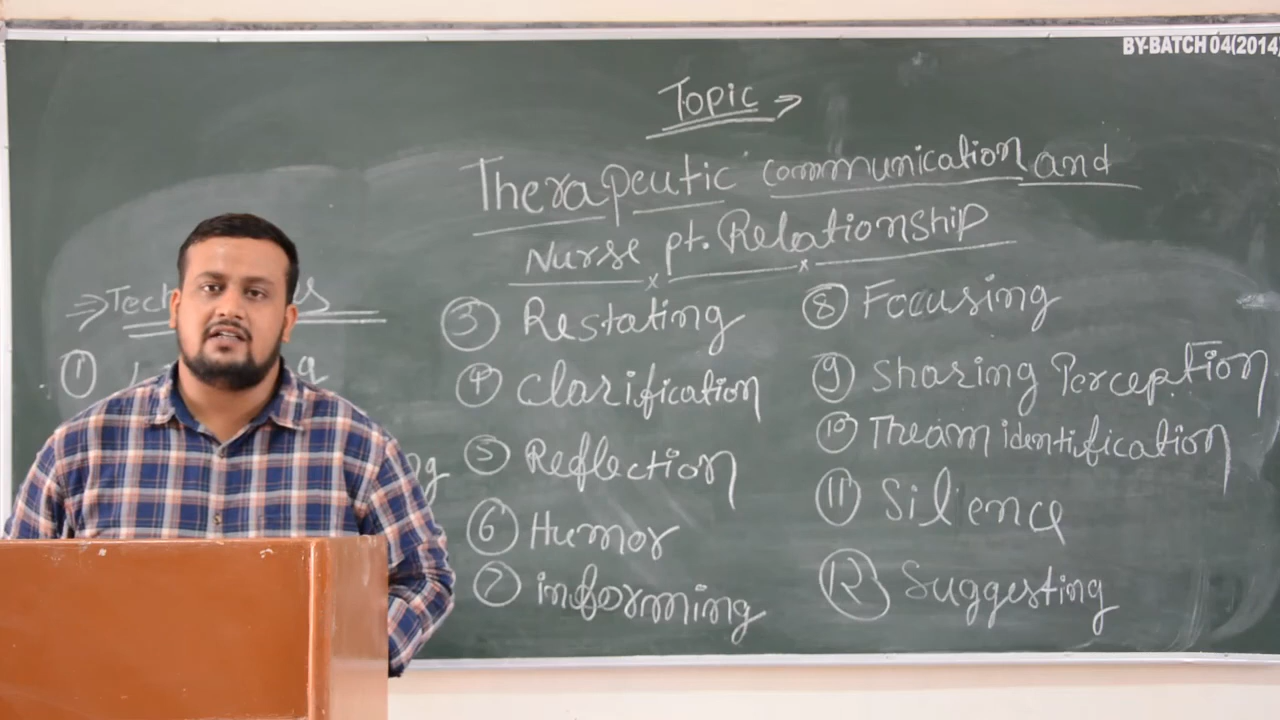 BY-BATCH 04(2014)
Topic →
Therapeutic communication and
Nurse pt. Relationship
①
③ Restating
④ Clarification
⑤ Reflection
⑥ Humor
⑦ informing
⑧ Focusing
⑨ Sharing Perception
⑩ Theam identification
⑪ Silence
⑫ Suggesting